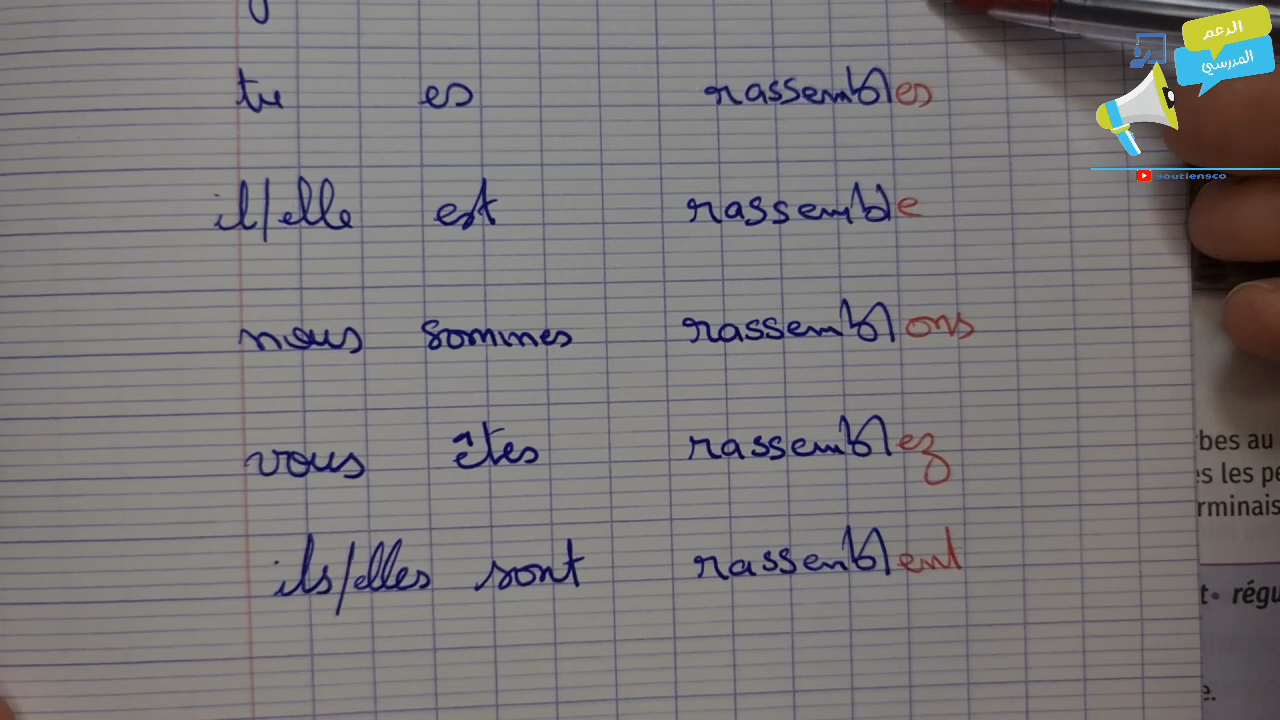 الدعم
المدرسي
soutiensco
tu es rassembles
il/elle est rassemble
nous sommes rassemblons
vous êtes rassemblez
ils/elles sont rassemblent
bes au
s les pe
rminais
t• régu
e.